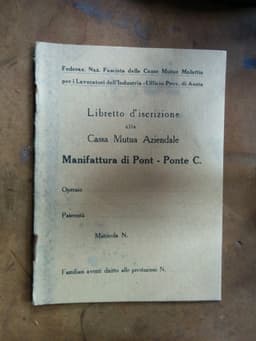 Federaz. Naz. Fascista delle Casse Mutue Malattia
per i Lavoratori dell'Industria - Ufficio Prov. di Aosta
Libretto d'iscrizione
alla
Cassa Mutua Aziendale
Manifattura di Pont - Ponte C.
Operaio
Paternità
Matricola N.
Familiari aventi diritto alle prestazioni N.